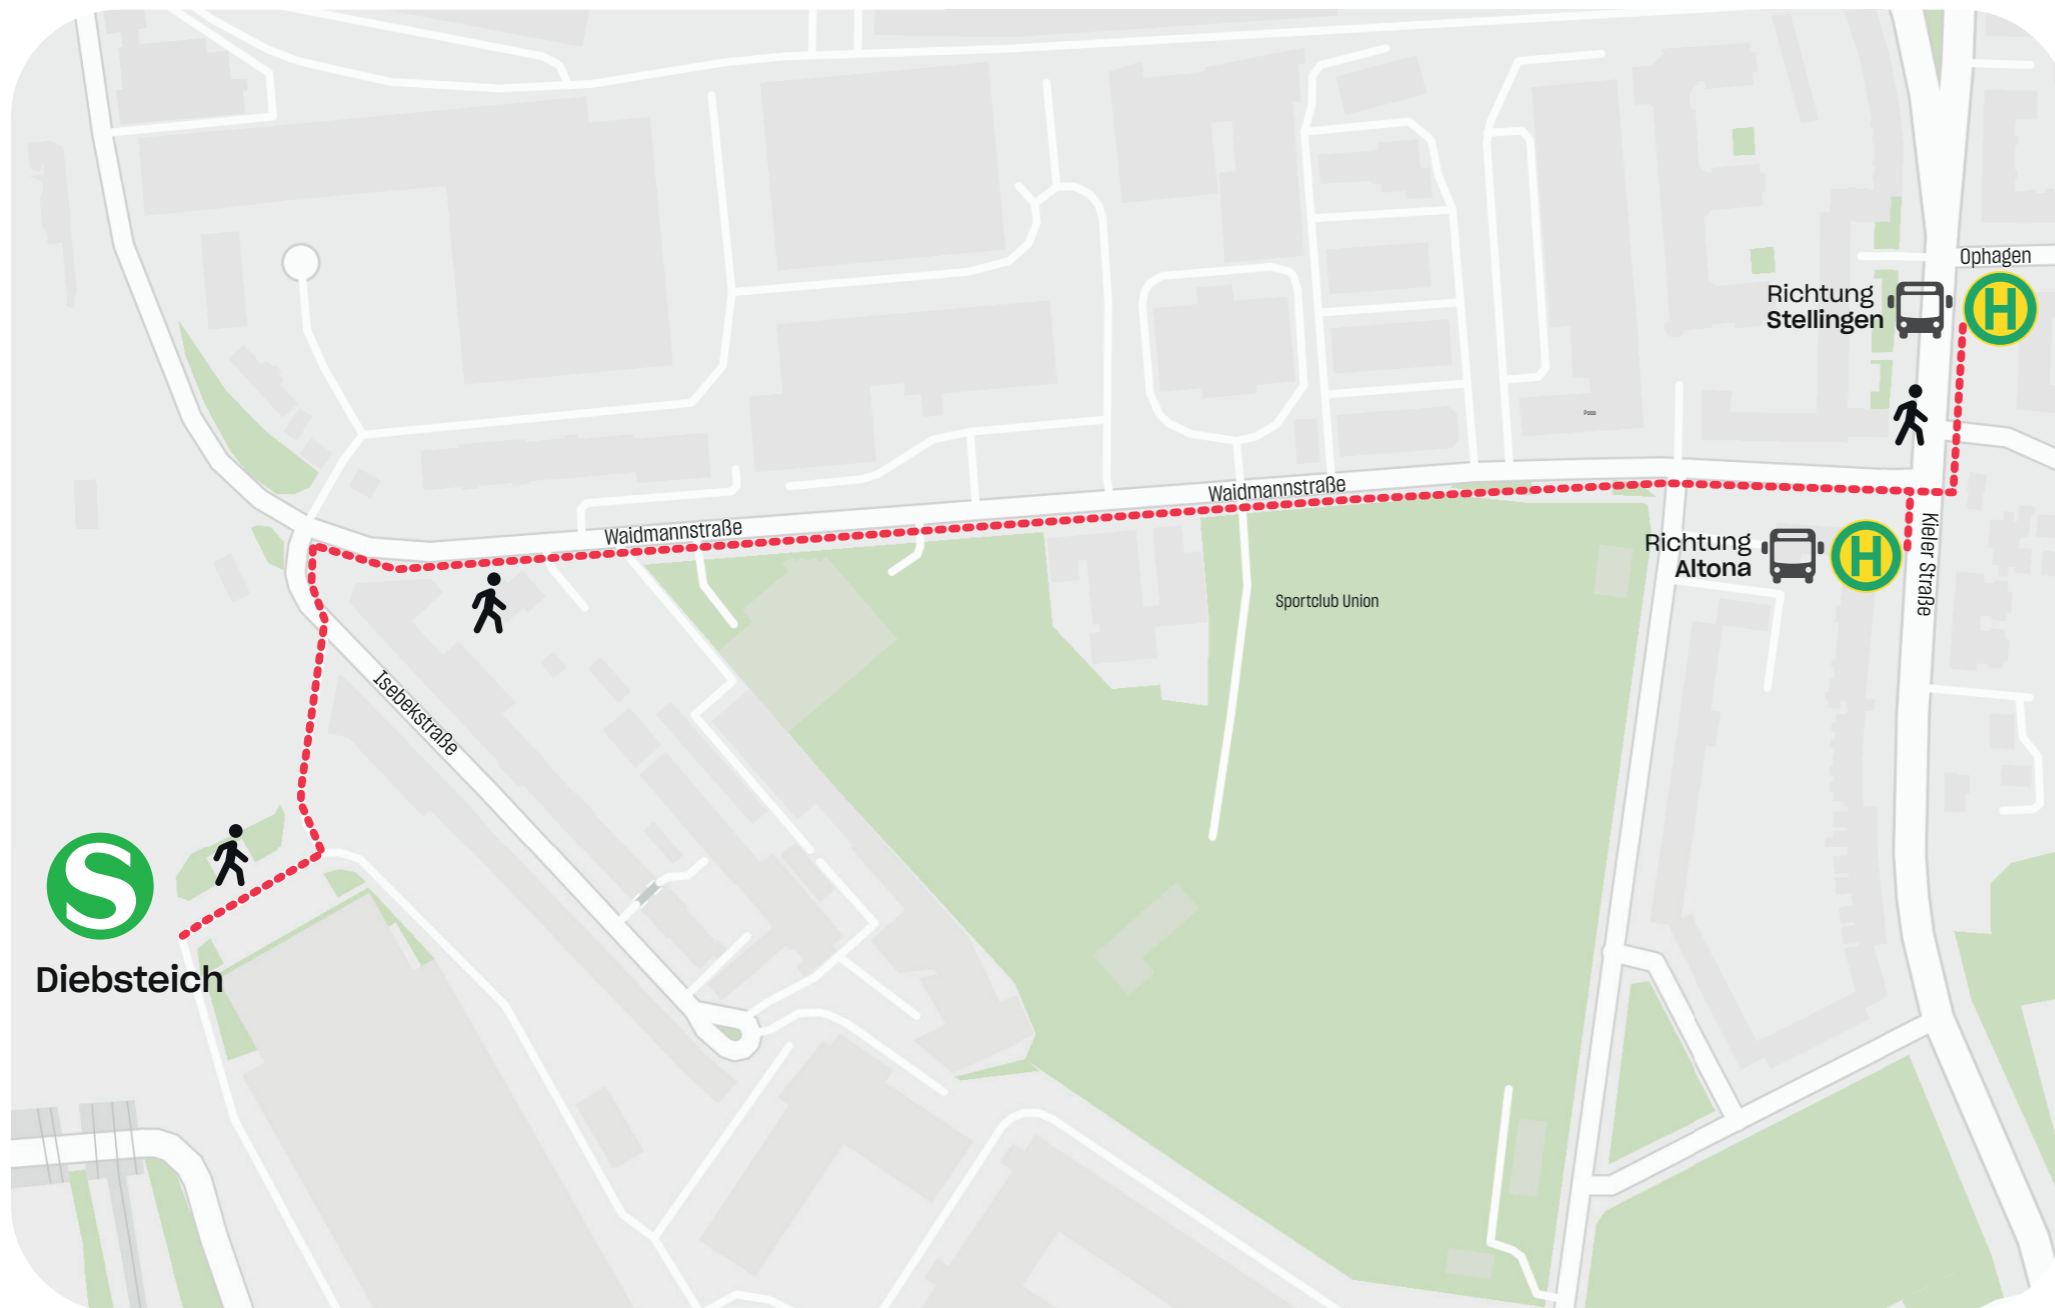 Ophagen
Richtung
Stellingen
H
Waidmannstraße
Waidmannstraße
Richtung
Altona
H
Kieler Straße
Sportclub Union
Isebekstraße
S
Diebsteich